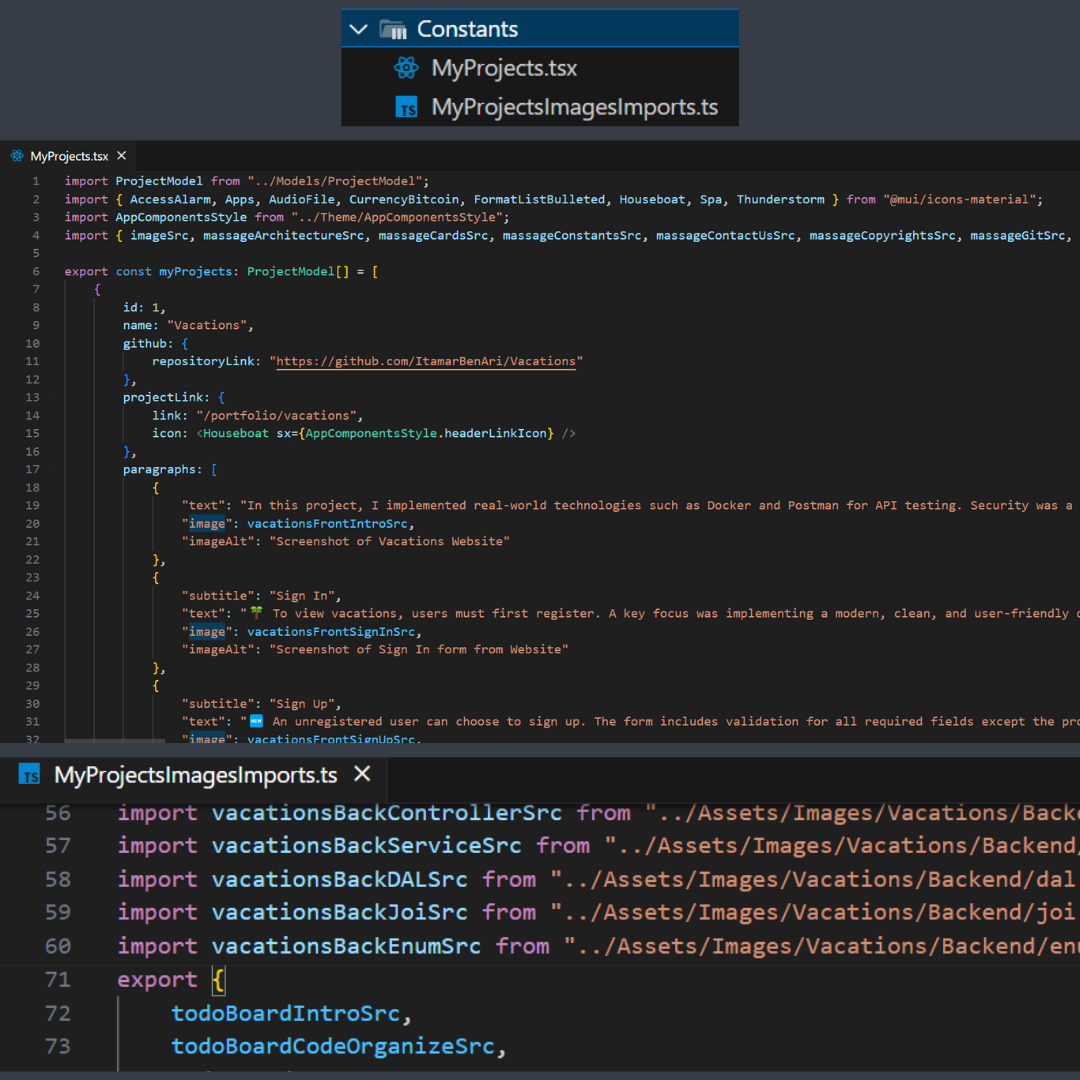 Constants
MyProjects.tsx
TS MyProjectsImagesImports.ts
MyProjects.tsx ×
1 import ProjectModel from "../Models/ProjectModel";
2 import { AccessAlarm, Apps, AudioFile, CurrencyBitcoin, FormatListBulleted, Houseboat, Spa, Thunderstorm } from "@mui/icons-material";
3 import AppComponentsStyle from "../Theme/AppComponentsStyle";
4 import { imageSrc, massageArchitectureSrc, massageCardsSrc, massageConstantsSrc, massageContactUsSrc, massageCopyrightsSrc, massageGitSrc,
5
6 export const myProjects: ProjectModel[] = [
7 {
8 id: 1,
9 name: "Vacations",
10 github: {
11 repositoryLink: "https://github.com/ItamarBenAri/Vacations"
12 },
13 projectLink: {
14 link: "/portfolio/vacations",
15 icon: <Houseboat sx={AppComponentsStyle.headerLinkIcon} />
16 },
17 paragraphs: [
18 {
19 "text": "In this project, I implemented real-world technologies such as Docker and Postman for API testing. Security was a
20 "image": vacationsFrontIntroSrc,
21 "imageAlt": "Screenshot of Vacations Website"
22 },
23 {
24 "subtitle": "Sign In",
25 "text": "🌴 To view vacations, users must first register. A key focus was implementing a modern, clean, and user-friendly
26 "image": vacationsFrontSignInSrc,
27 "imageAlt": "Screenshot of Sign In form from Website"
28 },
29 {
30 "subtitle": "Sign Up",
31 "text": "🆕 An unregistered user can choose to sign up. The form includes validation for all required fields except the pro
32 "image": vacationsFrontSignUpSrc,
TS MyProjectsImagesImports.ts ×
56 import vacationsBackControllerSrc from "../Assets/Images/Vacations/Backe
57 import vacationsBackServiceSrc from "../Assets/Images/Vacations/Backend/
58 import vacationsBackDALSrc from "../Assets/Images/Vacations/Backend/dal
59 import vacationsBackJoiSrc from "../Assets/Images/Vacations/Backend/joi
60 import vacationsBackEnumSrc from "../Assets/Images/Vacations/Backend/enu
71 export {
72 todoBoardIntroSrc,
73 todoBoardCodeOrganizeSrc,